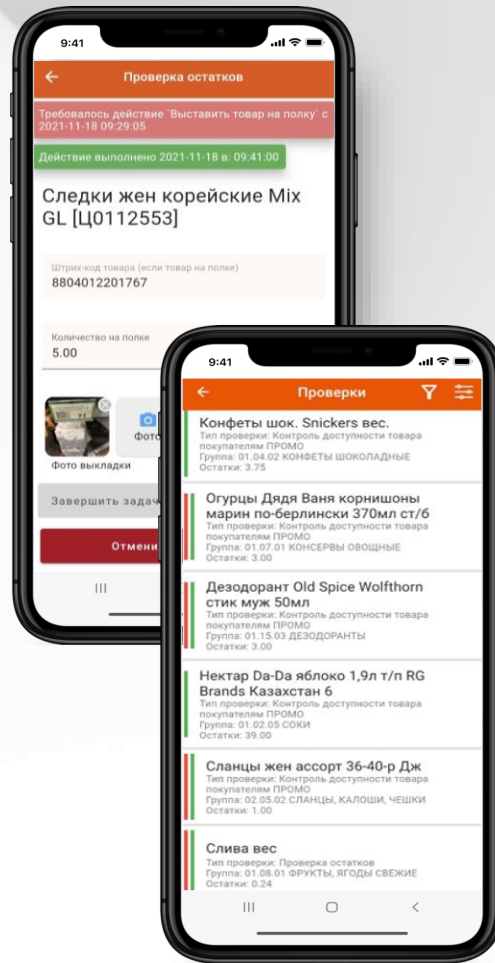 9:41
Проверка остатков
Требовалось действие `Выставить товар на полку` с
2021-11-18 09:29:05
Действие выполнено 2021-11-18 в: 09:41:00
Следки жен корейские Mix
GL [Ц0112553]
Штрих-код товара (если товар на полке)
8804012201767
Количество на полке
5.00
Фото
Фото выкладки
Завершить задач
Отмени
9:41
Проверки
Конфеты шок. Snickers вес.
Тип проверки: Контроль доступности товара
покупателям ПРОМО
Группа: 01.04.02 КОНФЕТЫ ШОКОЛАДНЫЕ
Остатки: 3.75
Огурцы Дядя Ваня корнишоны
марин по-берлински 370мл ст/б
Тип проверки: Контроль доступности товара
покупателям ПРОМО
Группа: 01.07.01 КОНСЕРВЫ ОВОЩНЫЕ
Остатки: 3.00
Дезодорант Old Spice Wolfthorn
стик муж 50мл
Тип проверки: Контроль доступности товара
покупателям ПРОМО
Группа: 01.15.03 ДЕЗОДОРАНТЫ
Остатки: 3.00
Нектар Da-Da яблоко 1,9л т/п RG
Brands Казахстан 6
Тип проверки: Контроль доступности товара
покупателям ПРОМО
Группа: 01.02.05 СОКИ
Остатки: 39.00
Сланцы жен ассорт 36-40-р Дж
Тип проверки: Контроль доступности товара
покупателям ПРОМО
Группа: 02.05.02 СЛАНЦЫ, КАЛОШИ, ЧЕШКИ
Остатки: 1.00
Слива вес
Тип проверки: Проверка остатков
Группа: 01.08.01 ФРУКТЫ, ЯГОДЫ СВЕЖИЕ
Остатки: 0.24